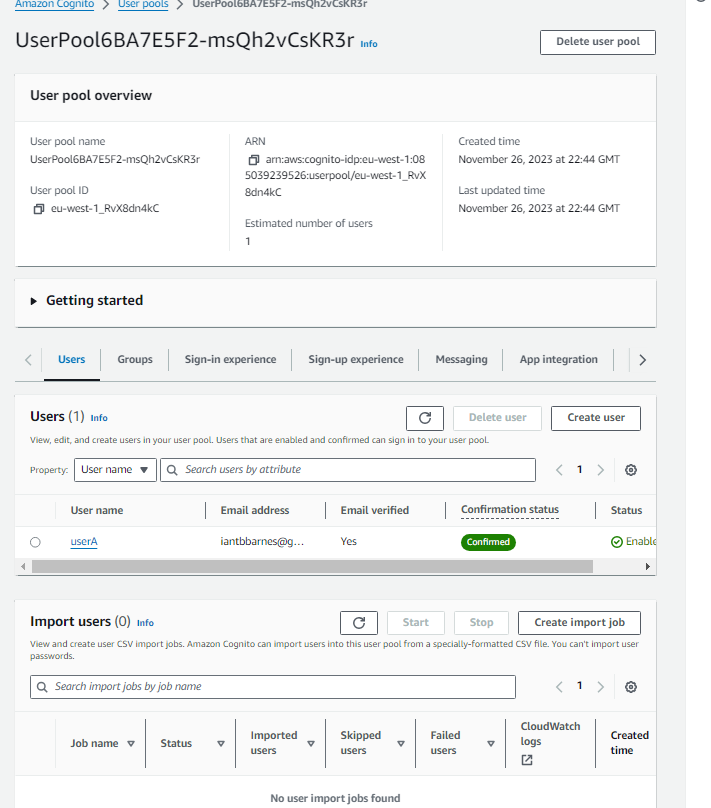 Amazon Cognito > User pools > UserPool6BA7E5F2-msQh2vCsKR3r
UserPool6BA7E5F2-msQh2vCsKR3r Info
Delete user pool
User pool overview
User pool name
UserPool6BA7E5F2-msQh2vCsKR3r
User pool ID
eu-west-1_RvX8dn4kC
ARN
arn:aws:cognito-idp:eu-west-1:08
5039239526:userpool/eu-west-1_RvX
8dn4kC
Estimated number of users
1
Created time
November 26, 2023 at 22:44 GMT
Last updated time
November 26, 2023 at 22:44 GMT
Getting started
Users Groups Sign-in experience Sign-up experience Messaging App integration
Users (1) Info
Delete user Create user
View, edit, and create users in your user pool. Users that are enabled and confirmed can sign in to your user pool.
Property: User name Search users by attribute 1
User name Email address Email verified Confirmation status Status
userA iantbbarnes@g... Yes Confirmed Enable
Import users (0) Info
Start Stop Create import job
View and create user CSV import jobs. Amazon Cognito can import users into this user pool from a specially-formatted CSV file. You can't import user
passwords.
Search import jobs by job name 1
Job name Status Imported users Skipped users Failed users CloudWatch logs Created time
No user import jobs found